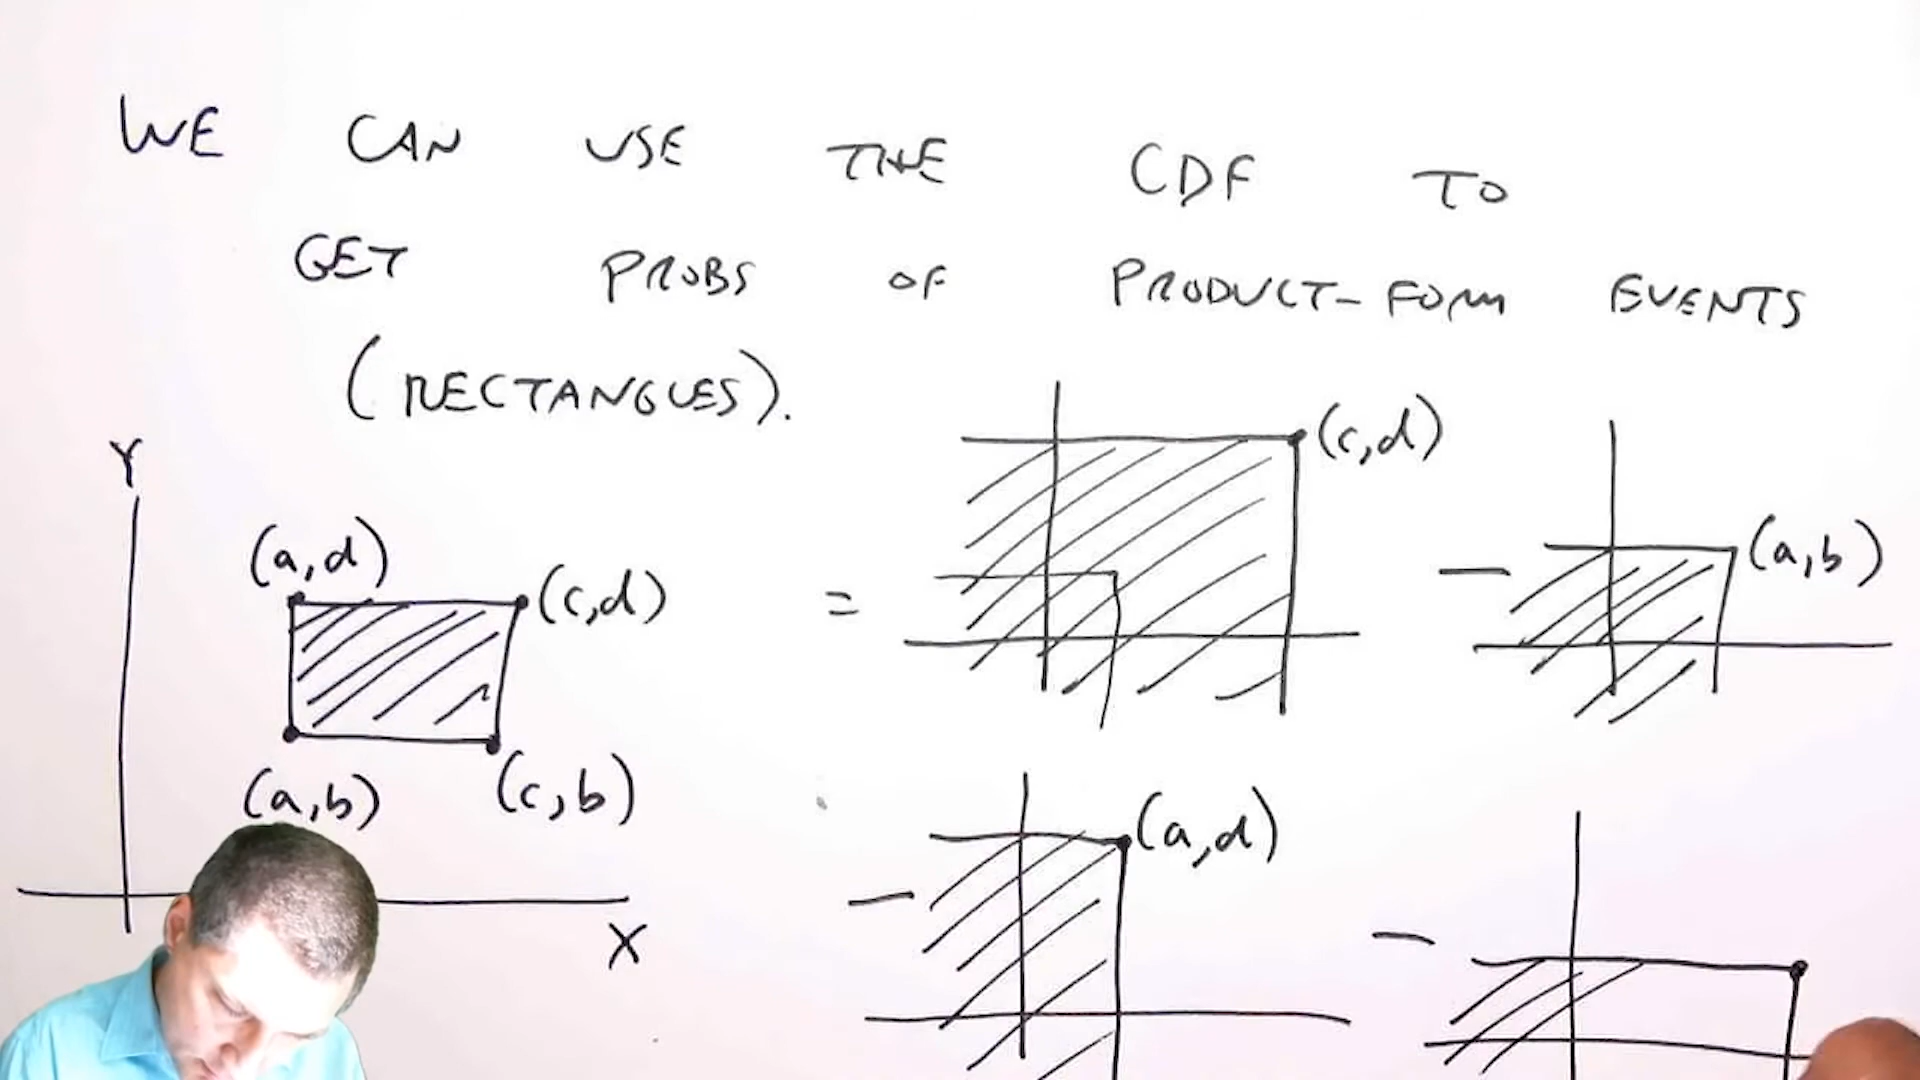 WE CAN USE THE CDF TO
GET PROBS OF PRODUCT-FORM EVENTS
(RECTANGLES).
Y
(a,d)
(c,d)
(a,b)
(c,b)
X
=
(c,d)
−
(a,b)
−
(a,d)
−